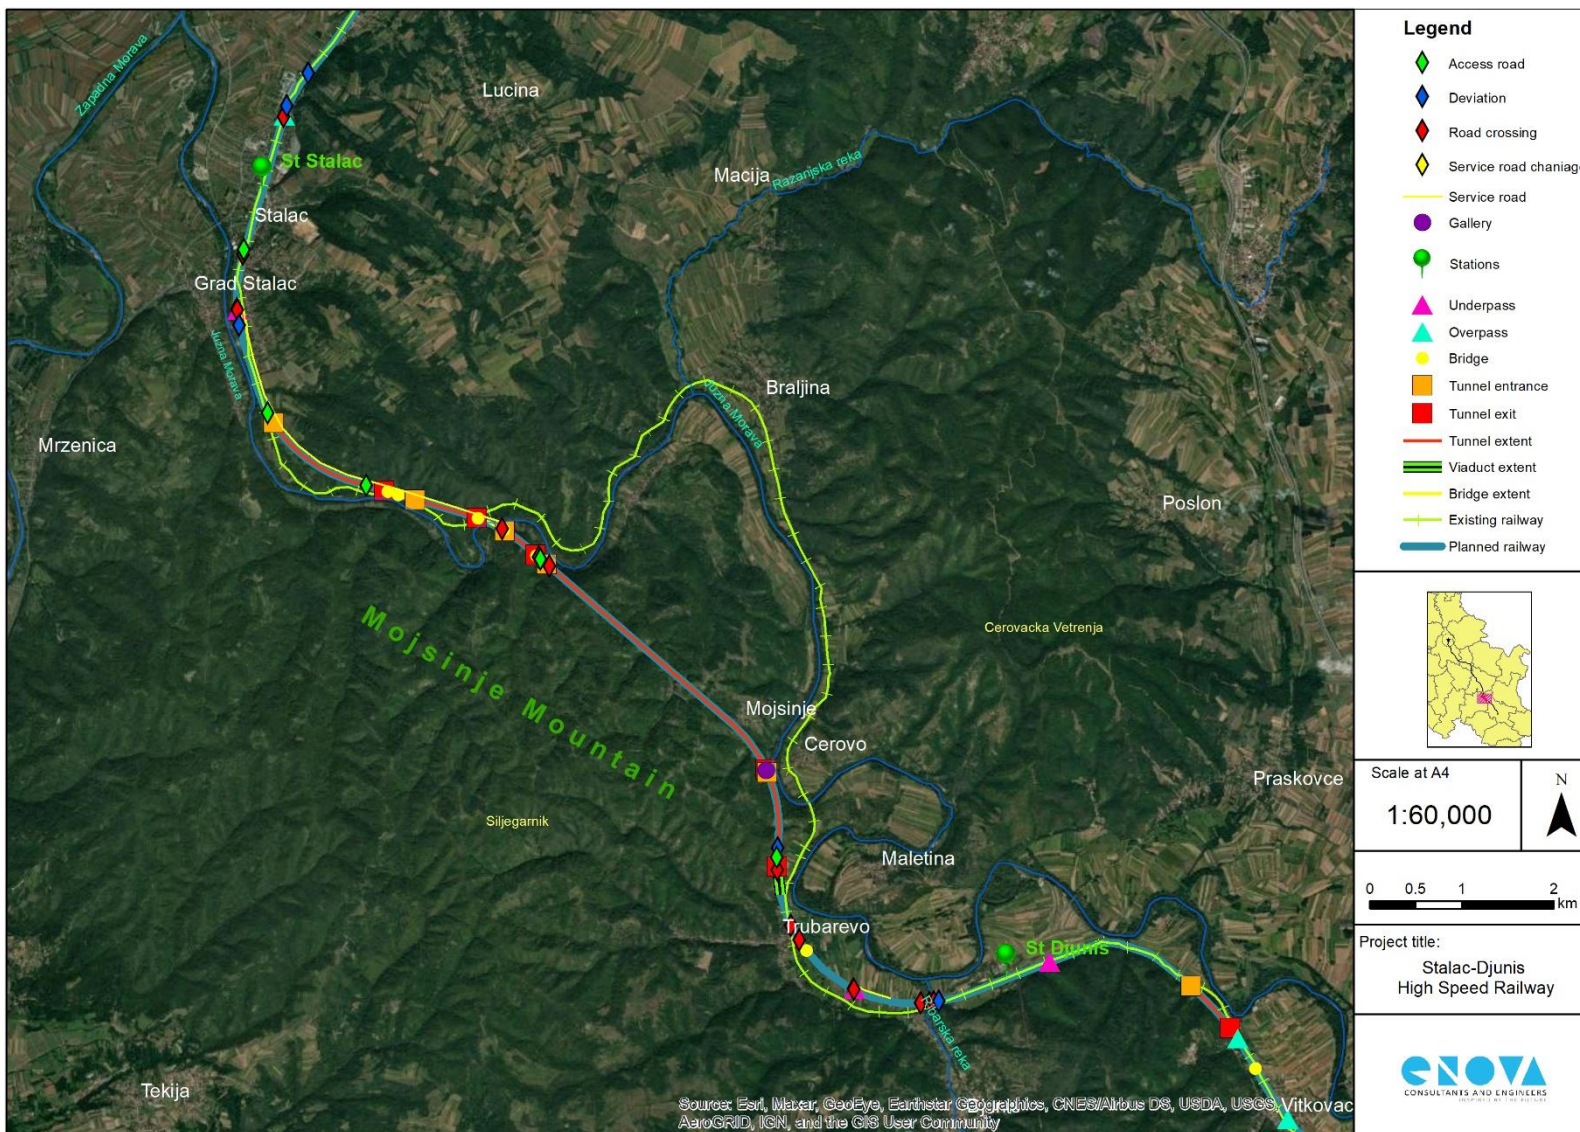 Zapadna Morava
Lucina
Macija
Razanjska reka
St Stalac
Stalac
Grad Stalac
Juzna Morava
Braljina
Juzna Morava
Mrzenica
Poslon
Mojsinje Mountain
Cerovacka Vetrenja
Mojsinje
Cerovo
Praskovce
Siljegarnik
Maletina
Trubarevo
St Djunis
Ribarska reka
Tekija
Vitkovac
Source: Esri, Maxar, GeoEye, Earthstar Geographics, CNES/Airbus DS, USDA, USGS,
AeroGRID, IGN, and the GIS User Community
Legend
Access road
Deviation
Road crossing
Service road chaniage
Service road
Gallery
Stations
Underpass
Overpass
Bridge
Tunnel entrance
Tunnel exit
Tunnel extent
Viaduct extent
Bridge extent
Existing railway
Planned railway
Scale at A4
1:60,000
N
0 0.5 1 2
km
Project title:
Stalac-Djunis
High Speed Railway
ENOVA
CONSULTANTS AND ENGINEERS